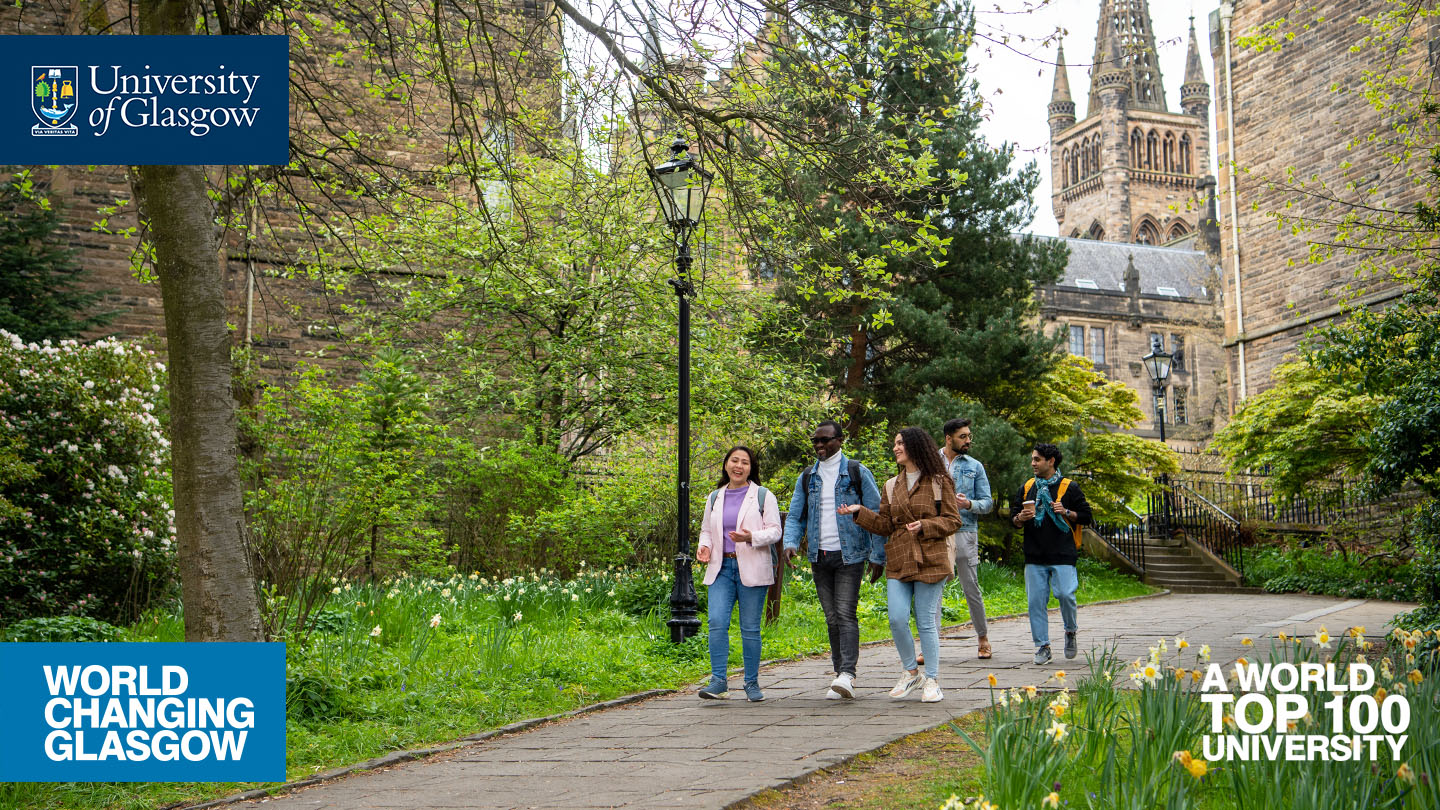 University
of Glasgow
VIA VERITAS VITA
WORLD
CHANGING
GLASGOW
A WORLD
TOP 100
UNIVERSITY